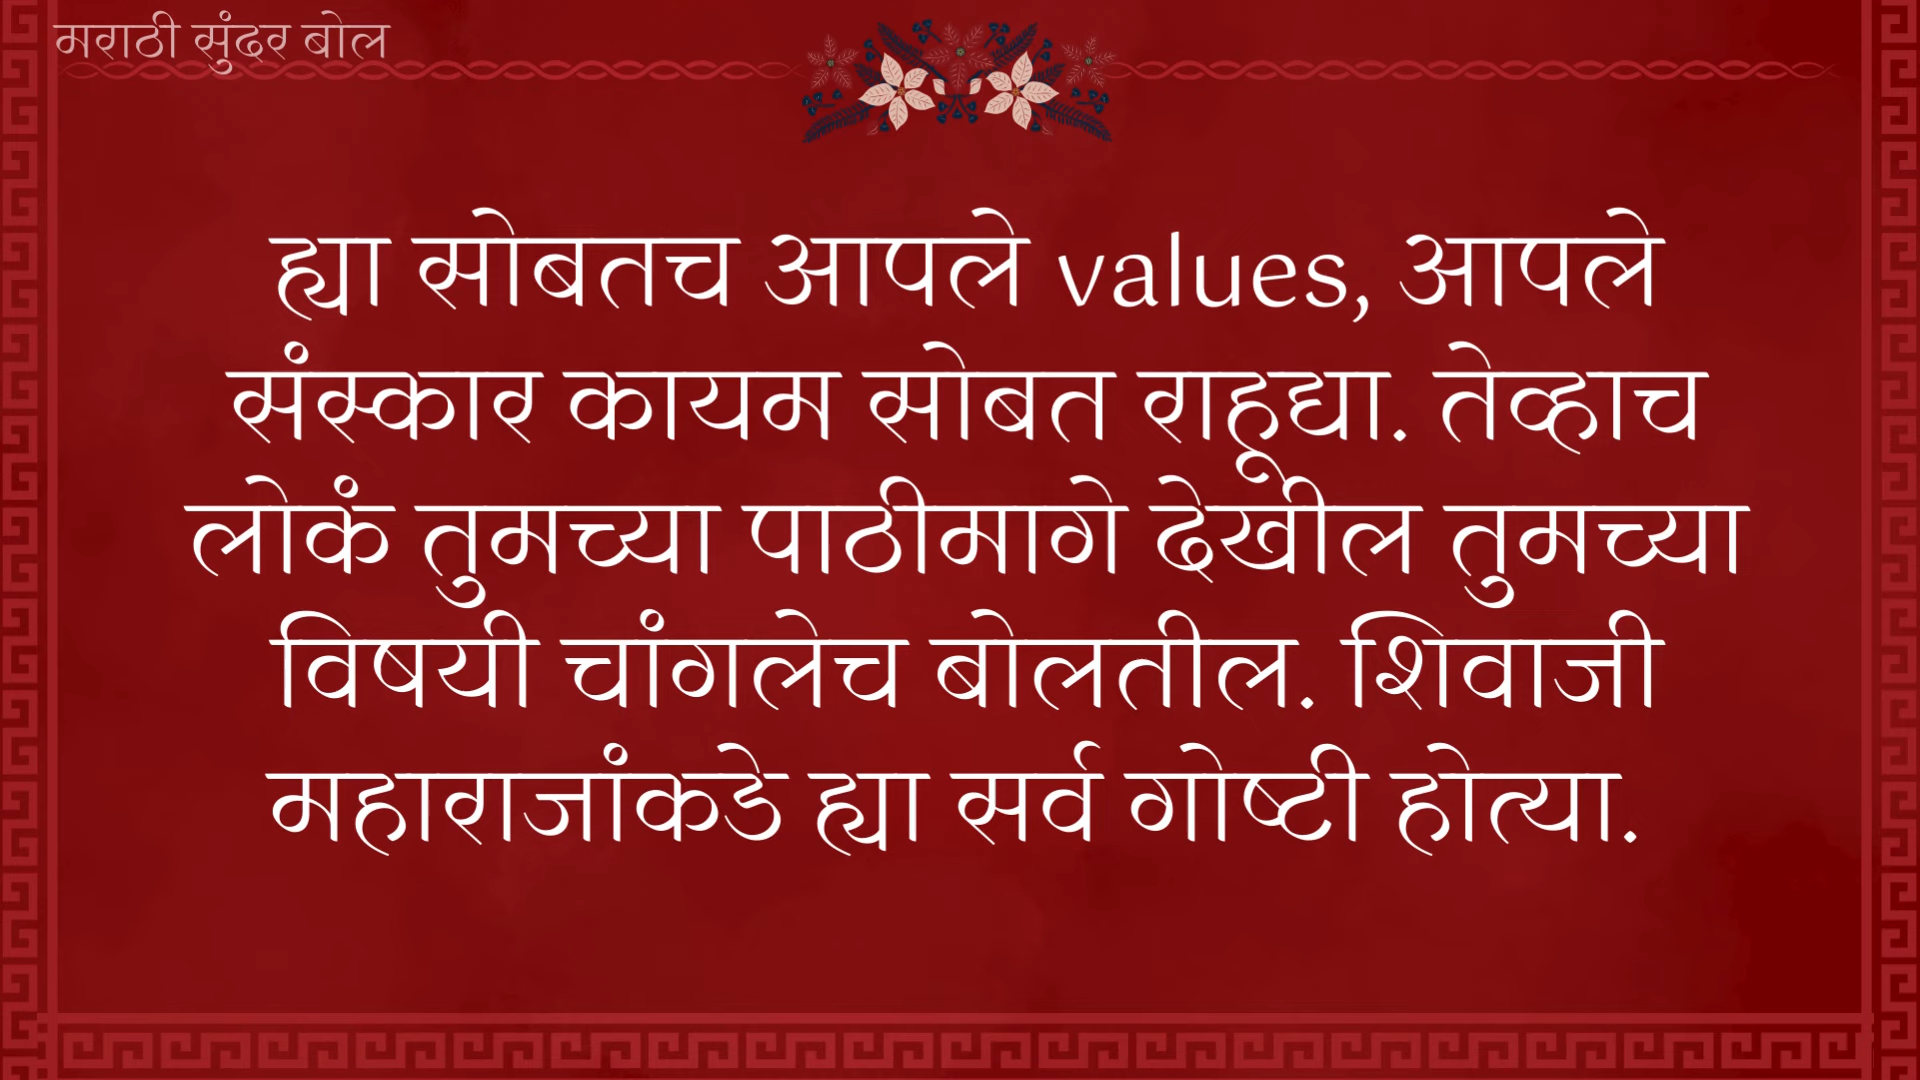 मराठी सुंदर बोल
ह्या सोबतच आपले values, आपले
संस्कार कायम सोबत राहूद्या. तेव्हाच
लोकं तुमच्या पाठीमागे देखील तुमच्या
विषयी चांगलेच बोलतील. शिवाजी
महाराजांकडे ह्या सर्व गोष्टी होत्या.